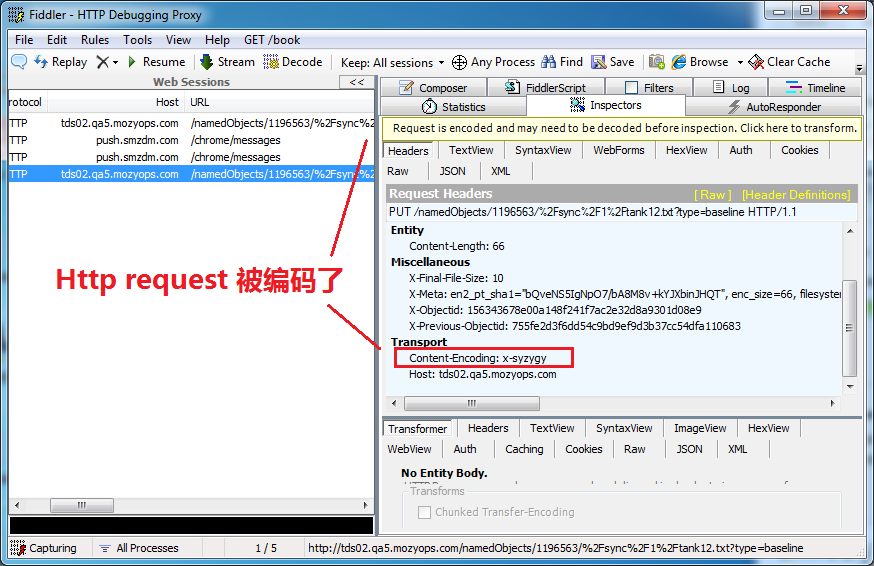 Fiddler - HTTP Debugging Proxy
File Edit Rules Tools View Help GET /book
Replay Resume Stream Decode Keep: All sessions Any Process Find Save Browse Clear Cache
Web Sessions <<
rotocol Host URL
TTP tds02.qa5.mozyops.com /namedObjects/1196563/%2Fsync%2
TTP push.smzdm.com /chrome/messages
TTP push.smzdm.com /chrome/messages
TTP tds02.qa5.mozyops.com /namedObjects/1196563/%2Fsync%2
Http request 被编码了
Composer FiddlerScript Filters Log Timeline
Statistics Inspectors AutoResponder
Request is encoded and may need to be decoded before inspection. Click here to transform.
Headers TextView SyntaxView WebForms HexView Auth Cookies
Raw JSON XML
Request Headers [ Raw ] [Header Definitions]
PUT /namedObjects/1196563/%2Fsync%2F1%2Ftank12.txt?type=baseline HTTP/1.1
Entity
Content-Length: 66
Miscellaneous
X-Final-File-Size: 10
X-Meta: en2_pt_sha1="bQveNS5IgNpO7/bA8M8v+kYJXbinJHQT", enc_size=66, filesystem
X-Objectid: 156343678e00a148f241f7ac2e32d8a9301d08e9
X-Previous-Objectid: 755fe2d3f6dd54c9bd9ef9d3b37cc54dfa110683
Transport
Content-Encoding: x-syzygy
Host: tds02.qa5.mozyops.com
Transformer Headers TextView SyntaxView ImageView HexView
WebView Auth Caching Cookies Raw JSON XML
No Entity Body.
Transforms
Chunked Transfer-Encoding
Capturing All Processes 1 / 5 http://tds02.qa5.mozyops.com/namedObjects/1196563/%2Fsync%2F1%2Ftank12.txt?type=baseline